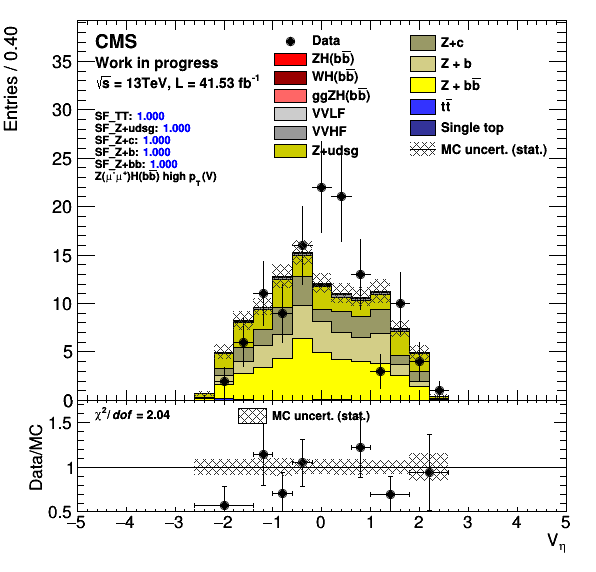 CMS
Work in progress
√s = 13TeV, L = 41.53 fb⁻¹
SF_TT: 1.000
SF_Z+udsg: 1.000
SF_Z+c: 1.000
SF_Z+b: 1.000
SF_Z+bb: 1.000
Z(μ⁻μ⁺)H(bb̅) high p_T(V)
Data
ZH(bb̅)
WH(bb̅)
ggZH(bb̅)
VVLF
VVHF
Z+udsg
Z+c
Z + b
Z + bb̅
tt̅
Single top
MC uncert. (stat.)
Entries / 0.40
35
30
25
20
15
10
5
0
χ²/dof = 2.04
MC uncert. (stat.)
Data/MC
1.5
1
0.5
−5 −4 −3 −2 −1 0 1 2 3 4 5
V_η